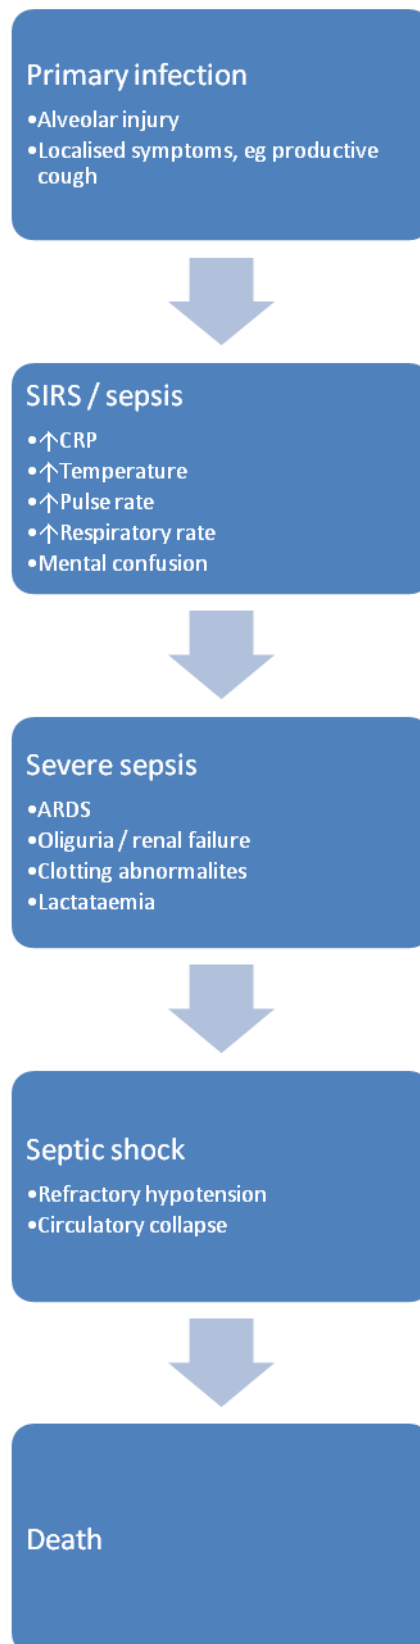 Primary infection
•Alveolar injury
•Localised symptoms, eg productive
cough
SIRS / sepsis
•↑CRP
•↑Temperature
•↑Pulse rate
•↑Respiratory rate
•Mental confusion
Severe sepsis
•ARDS
•Oliguria / renal failure
•Clotting abnormalites
•Lactataemia
Septic shock
•Refractory hypotension
•Circulatory collapse
Death